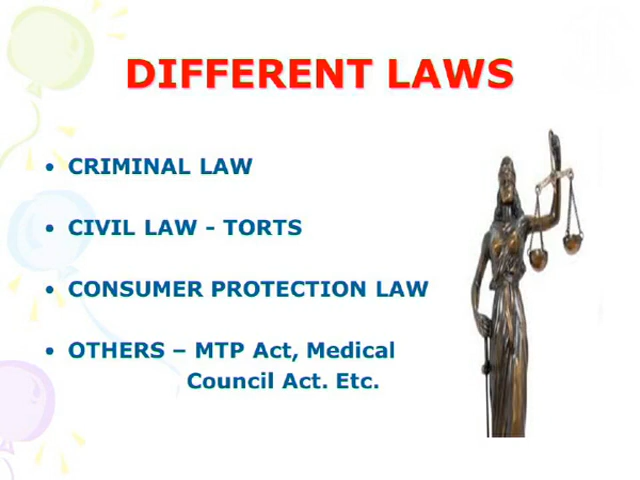 DIFFERENT LAWS
• CRIMINAL LAW
• CIVIL LAW - TORTS
• CONSUMER PROTECTION LAW
• OTHERS – MTP Act, Medical
Council Act. Etc.